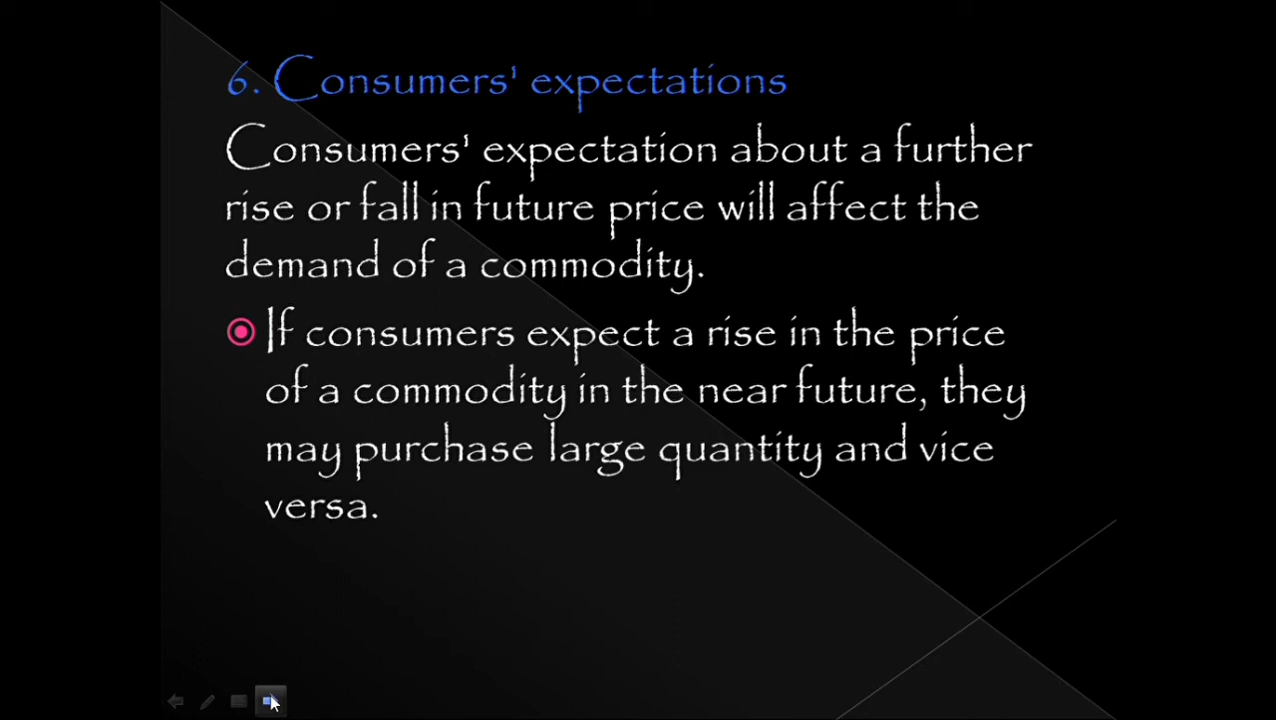 6. Consumers' expectations
Consumers' expectation about a further
rise or fall in future price will affect the
demand of a commodity.
If consumers expect a rise in the price
of a commodity in the near future, they
may purchase large quantity and vice
versa.